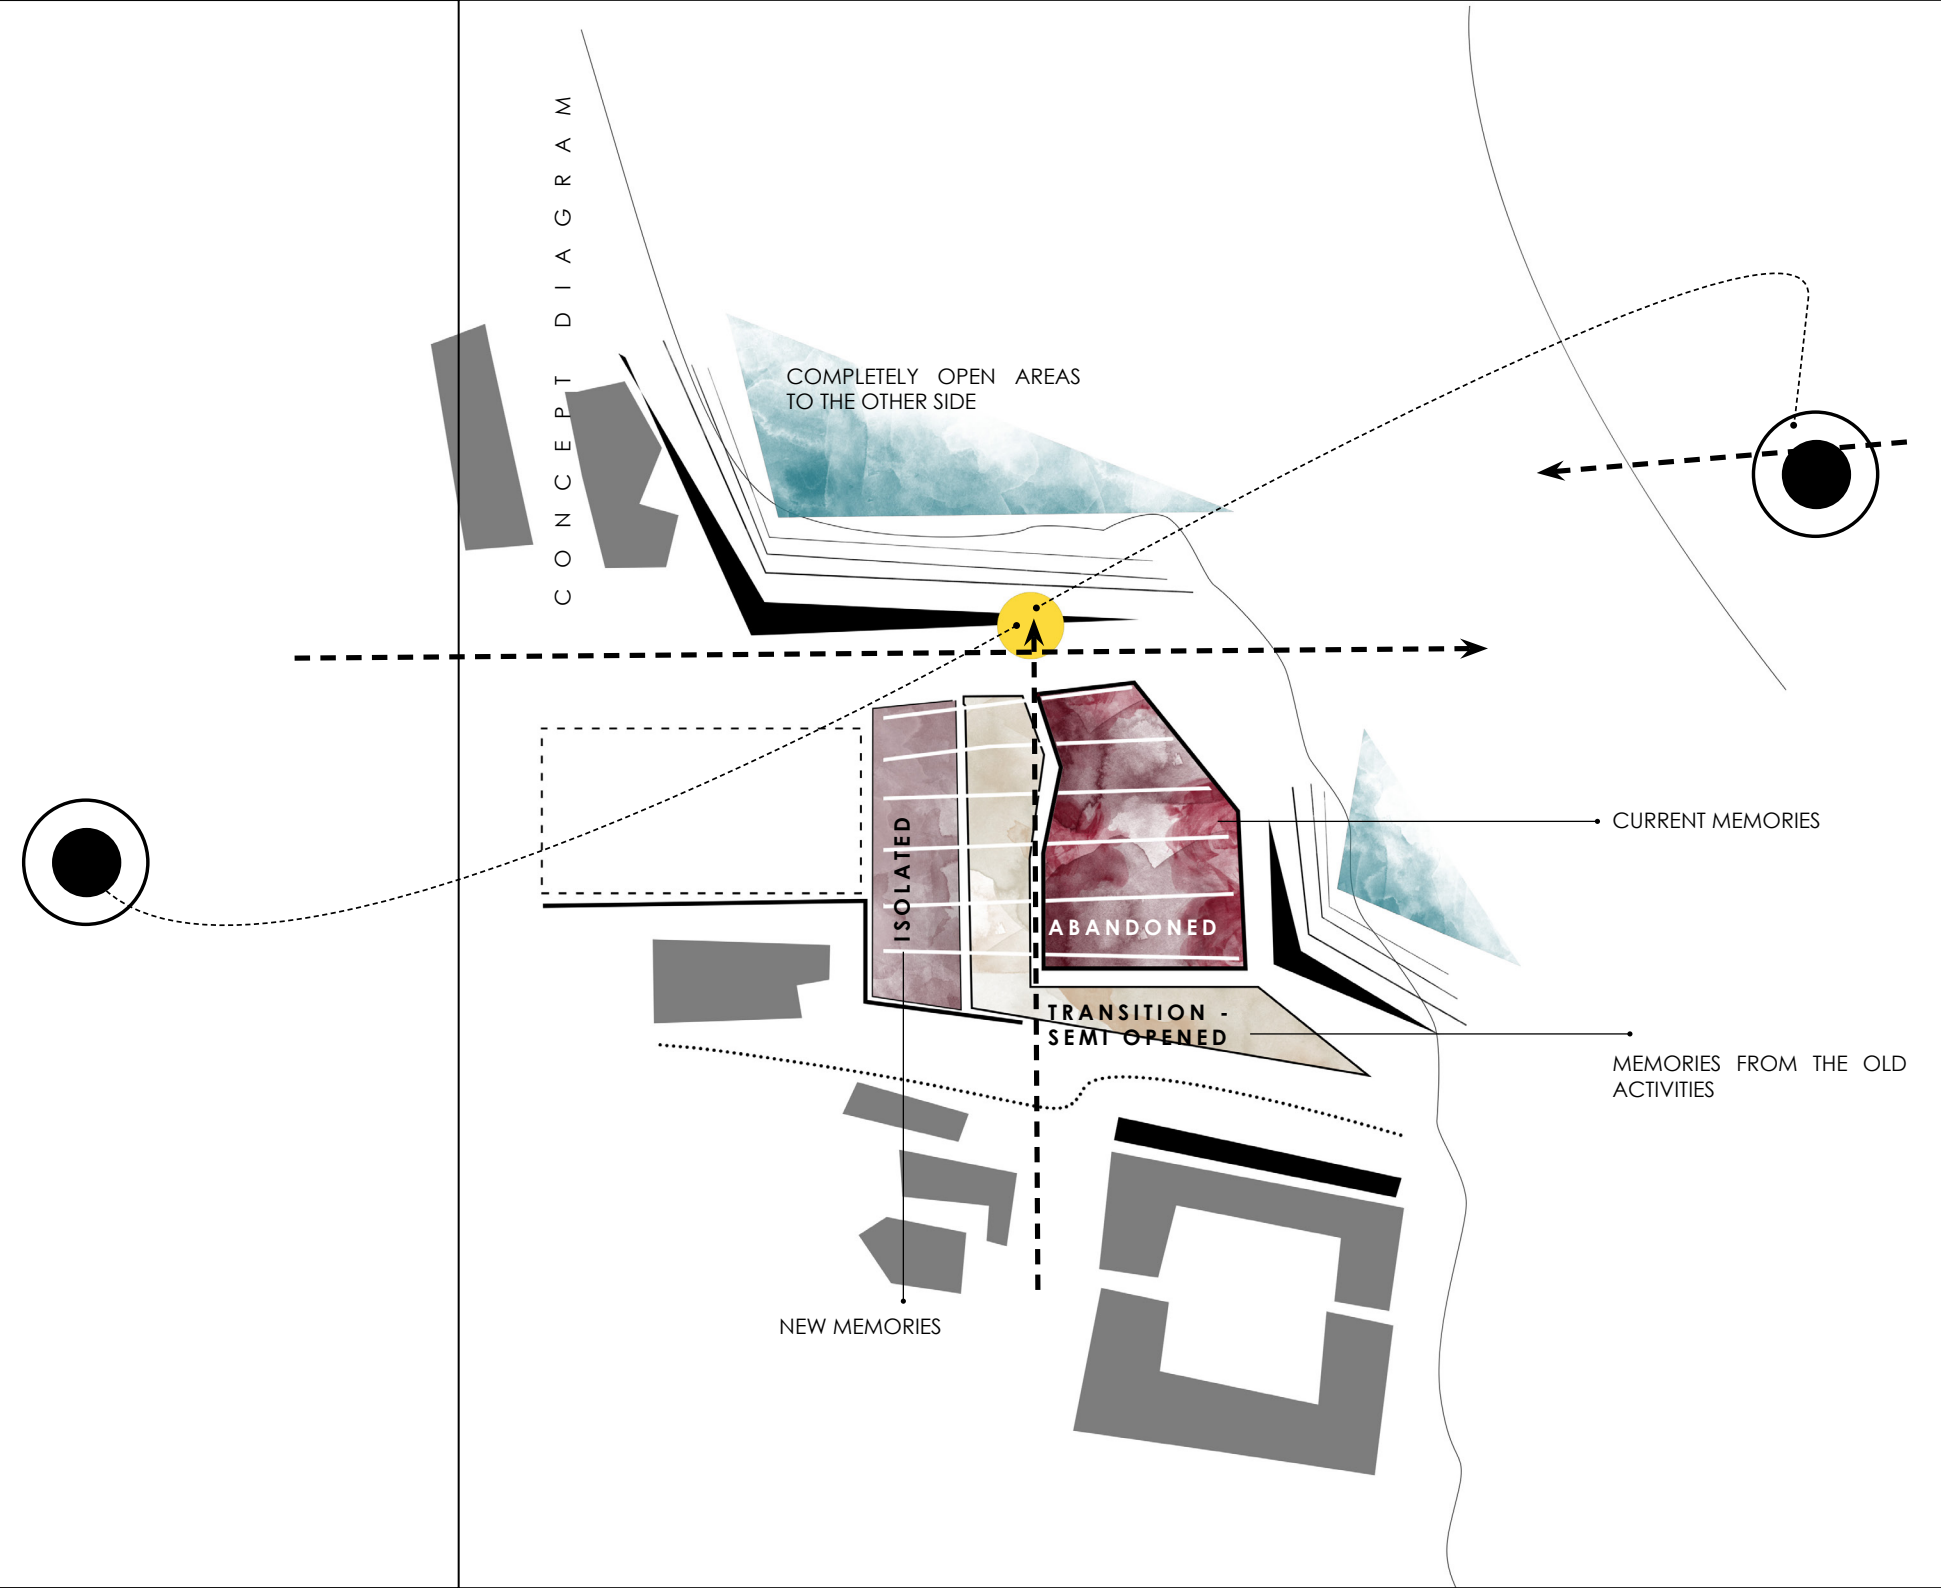 CONCEPT DIAGRAM
COMPLETELY OPEN AREAS
TO THE OTHER SIDE
ISOLATED
CURRENT MEMORIES
ABANDONED
TRANSITION -
SEMI OPENED
MEMORIES FROM THE OLD
ACTIVITIES
NEW MEMORIES